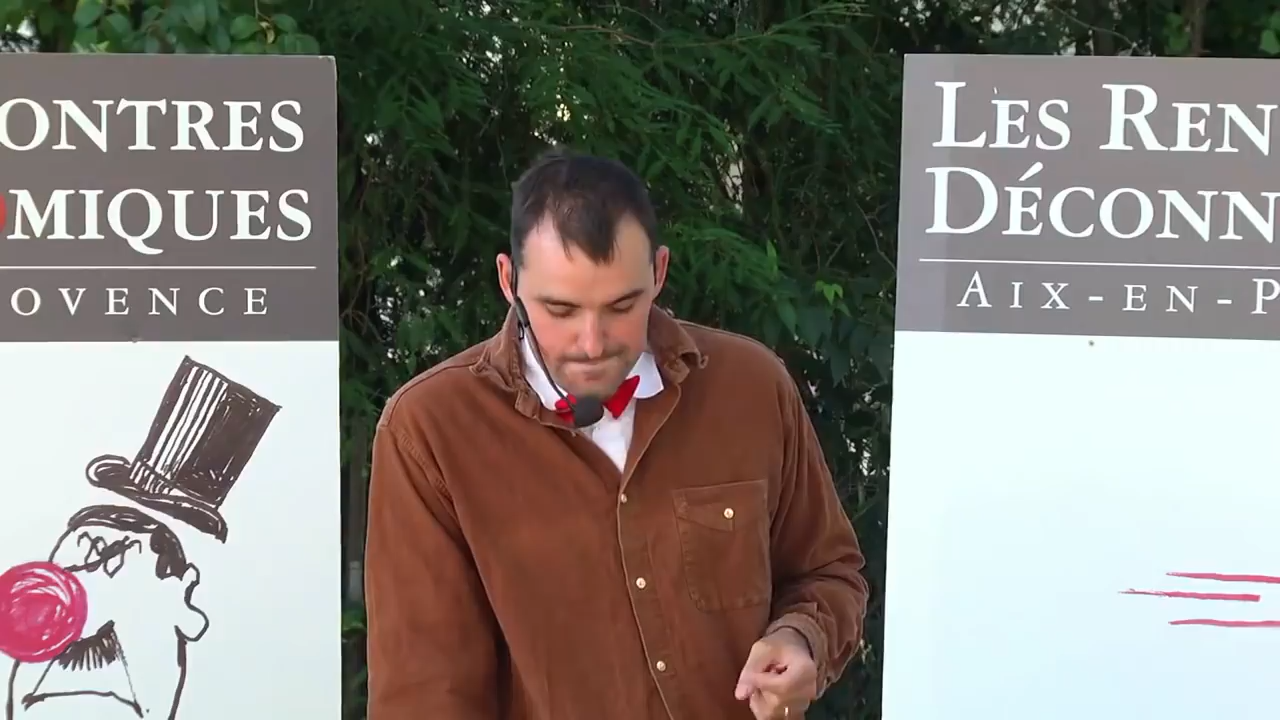 ONTRES
OMIQUES
OVENCE
LES REN
DÉCONN
AIX-EN-P